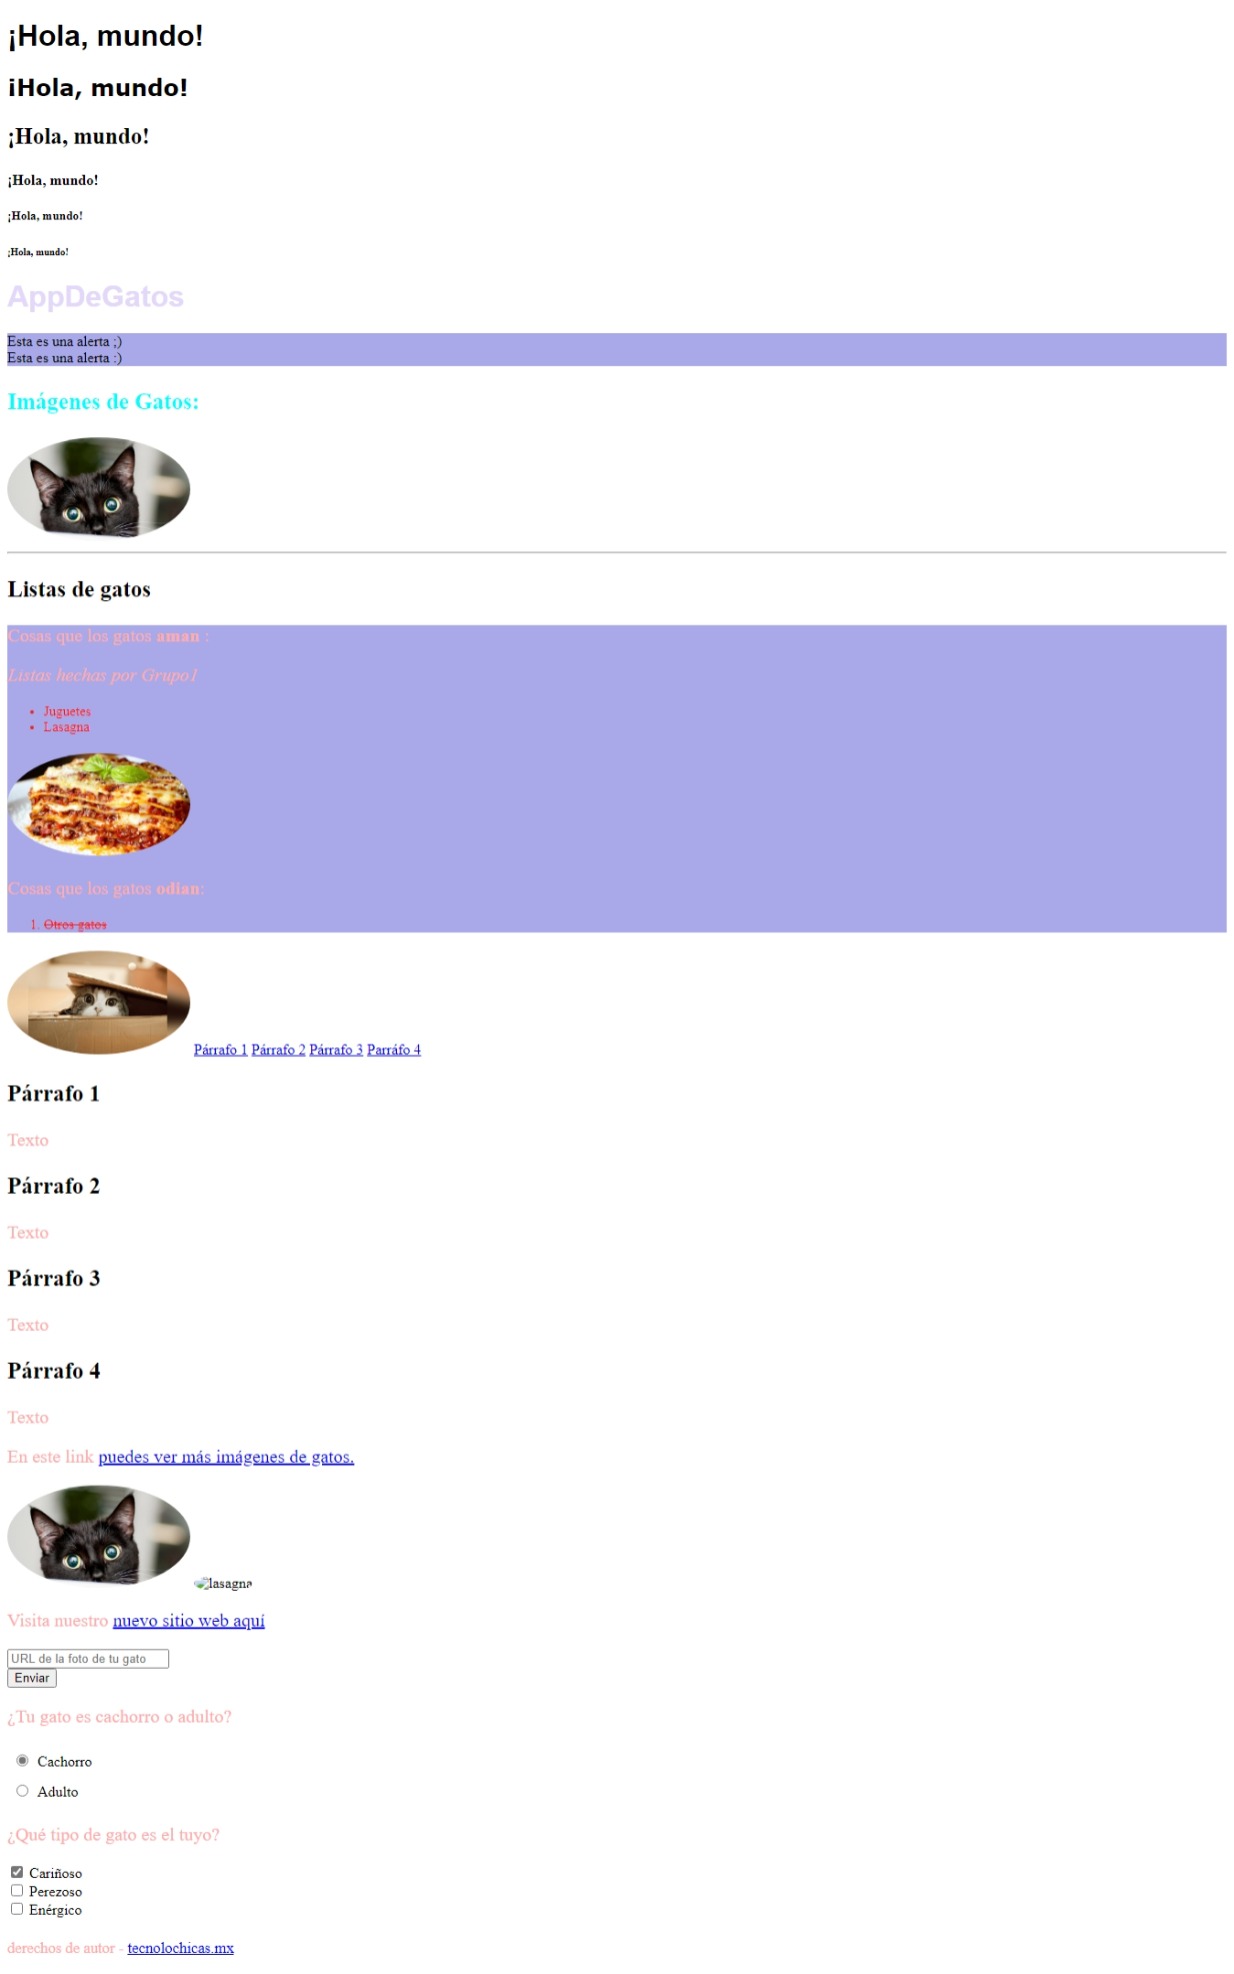 ¡Hola, mundo!
¡Hola, mundo!
¡Hola, mundo!
¡Hola, mundo!
¡Hola, mundo!
¡Hola, mundo!
AppDeGatos
Esta es una alerta ;)
Esta es una alerta :)
Imágenes de Gatos:
Listas de gatos
Cosas que los gatos aman :
Listas hechas por Grupo1
• Juguetes
• Lasagna
Cosas que los gatos odian:
1. Otros gatos
Párrafo 1 Párrafo 2 Párrafo 3 Parráfo 4
Párrafo 1
Texto
Párrafo 2
Texto
Párrafo 3
Texto
Párrafo 4
Texto
En este link puedes ver más imágenes de gatos.
lasagna
Visita nuestro nuevo sitio web aquí
URL de la foto de tu gato
Enviar
¿Tu gato es cachorro o adulto?
Cachorro
Adulto
¿Qué tipo de gato es el tuyo?
Cariñoso
Perezoso
Enérgico
derechos de autor - tecnolochicas.mx